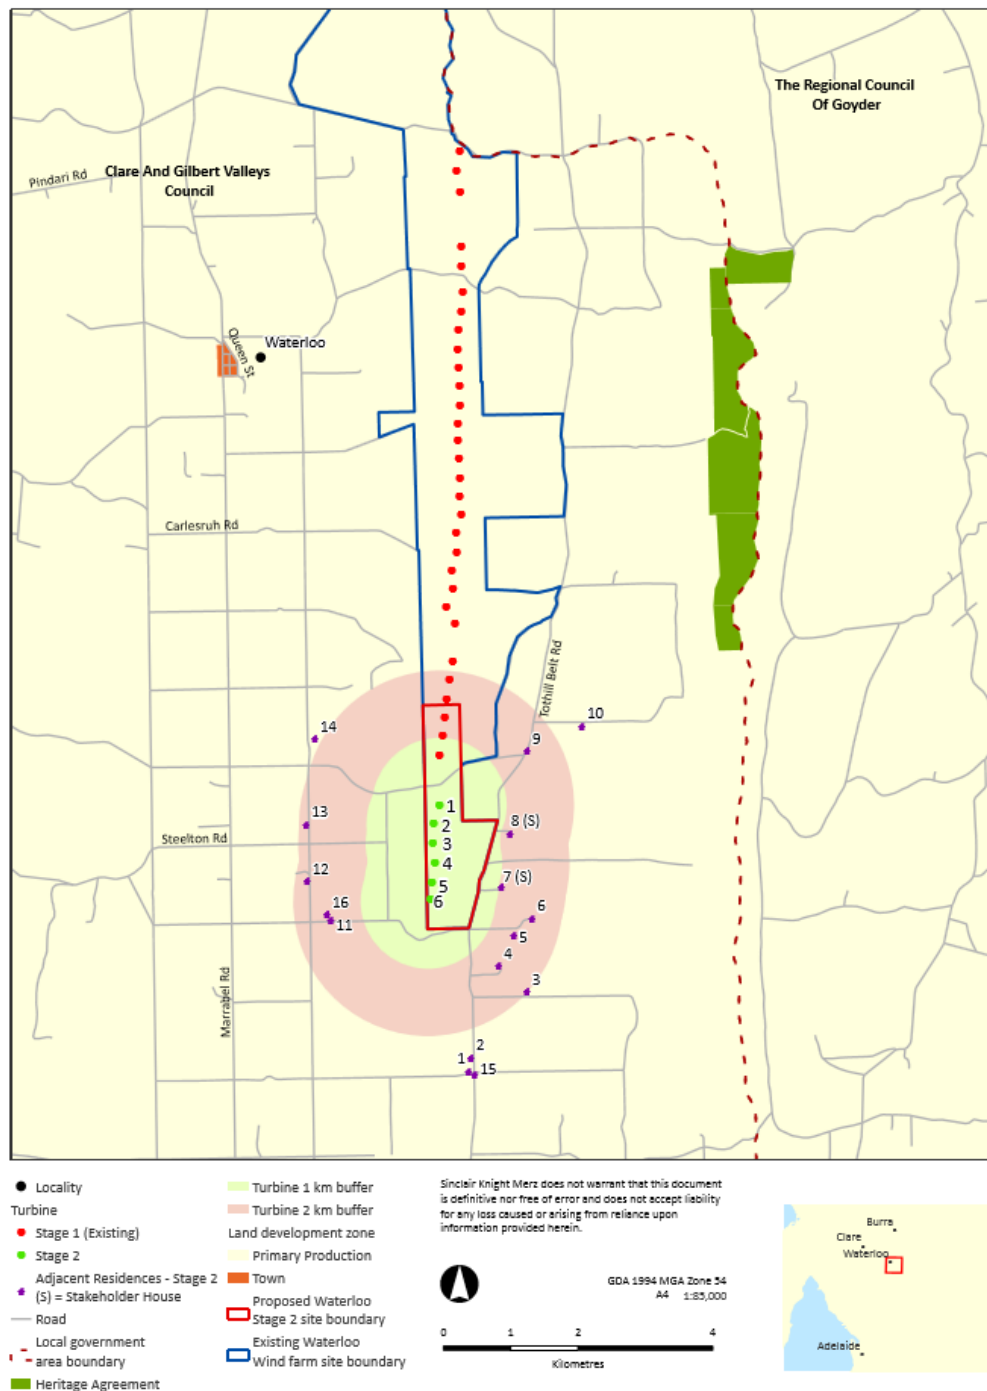 The Regional Council
Of Goyder
Clare And Gilbert Valleys
Council
Pindari Rd
Queen St
Waterloo
Carlesruh Rd
Tothill Belt Rd
10
14
9
1
13
2
8 (S)
Steelton Rd
3
4
12
5
7 (S)
6
16
6
11
5
4
3
Marrabel Rd
2
1
15
Locality
Turbine
Stage 1 (Existing)
Stage 2
Adjacent Residences - Stage 2
(S) = Stakeholder House
Road
Local government
area boundary
Heritage Agreement
Turbine 1 km buffer
Turbine 2 km buffer
Land development zone
Primary Production
Town
Proposed Waterloo
Stage 2 site boundary
Existing Waterloo
Wind farm site boundary
Sinclair Knight Merz does not warrant that this document
is definitive nor free of error and does not accept liability
for any loss caused or arising from reliance upon
information provided herein.
GDA 1994 MGA Zone 54
A4 1:85,000
0 1 2 4
Kilometres
Burra
Clare
Waterloo
Adelaide